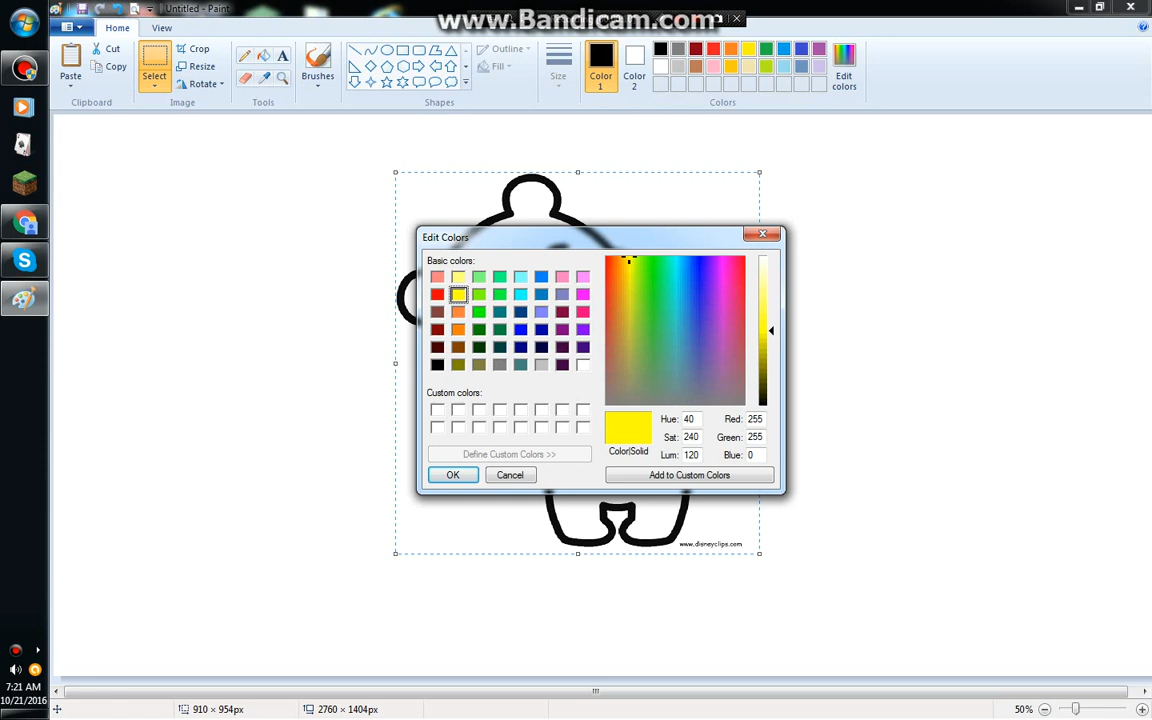 Untitled - Paint
www.Bandicam.com
Home
View
Cut
Copy
Paste
Clipboard
Select
Crop
Resize
Rotate
Image
A
Tools
Brushes
Outline
Fill
Shapes
Size
Color
1
Color
2
Edit
colors
Colors
Edit Colors
Basic colors:
Custom colors:
Define Custom Colors >>
OK
Cancel
Color|Solid
Hue: 40
Sat: 240
Lum: 120
Red: 255
Green: 255
Blue: 0
Add to Custom Colors
www.disneyclips.com
7:21 AM
10/21/2016
910 × 954px
2760 × 1404px
50%